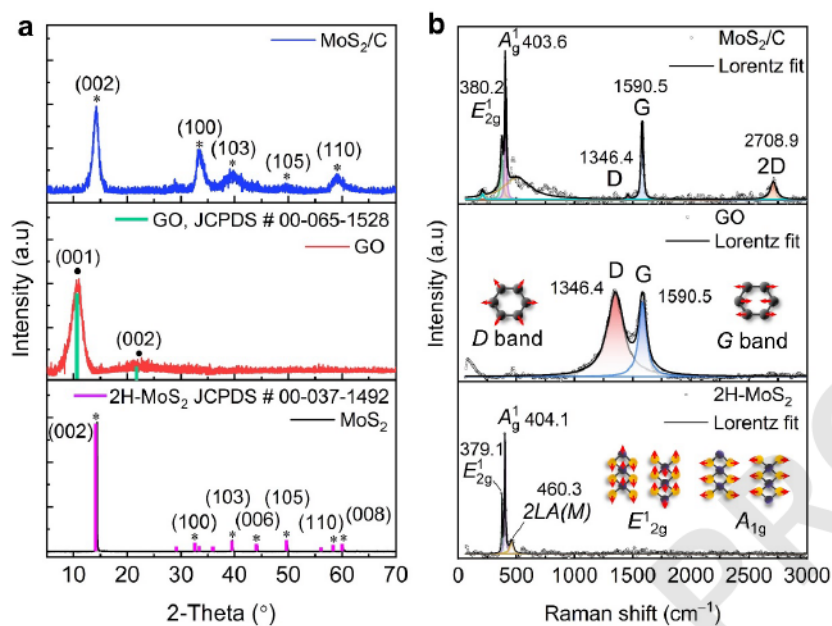 a
MoS₂/C
(002)
*
(100)
*
(103)
*
(105)
*
(110)
*
GO, JCPDS # 00-065-1528
GO
(001)
•
(002)
•
2H-MoS₂ JCPDS # 00-037-1492
MoS₂
(002)
*
(100)
*
(103)
*
(006)
*
(105)
*
(110)
*
(008)
*
Intensity (a.u)
10 20 30 40 50 60 70
2-Theta (°)
b
A¹g 403.6
MoS₂/C
Lorentz fit
380.2
E¹2g
1590.5
G
1346.4
D
2708.9
2D
GO
Lorentz fit
D
1346.4
G
1590.5
D band
G band
2H-MoS₂
Lorentz fit
A¹g 404.1
379.1
E¹2g
460.3
2LA(M)
E¹2g
A1g
Intensity (a.u)
0 500 1000 1500 2000 2500 3000
Raman shift (cm⁻¹)
PRO